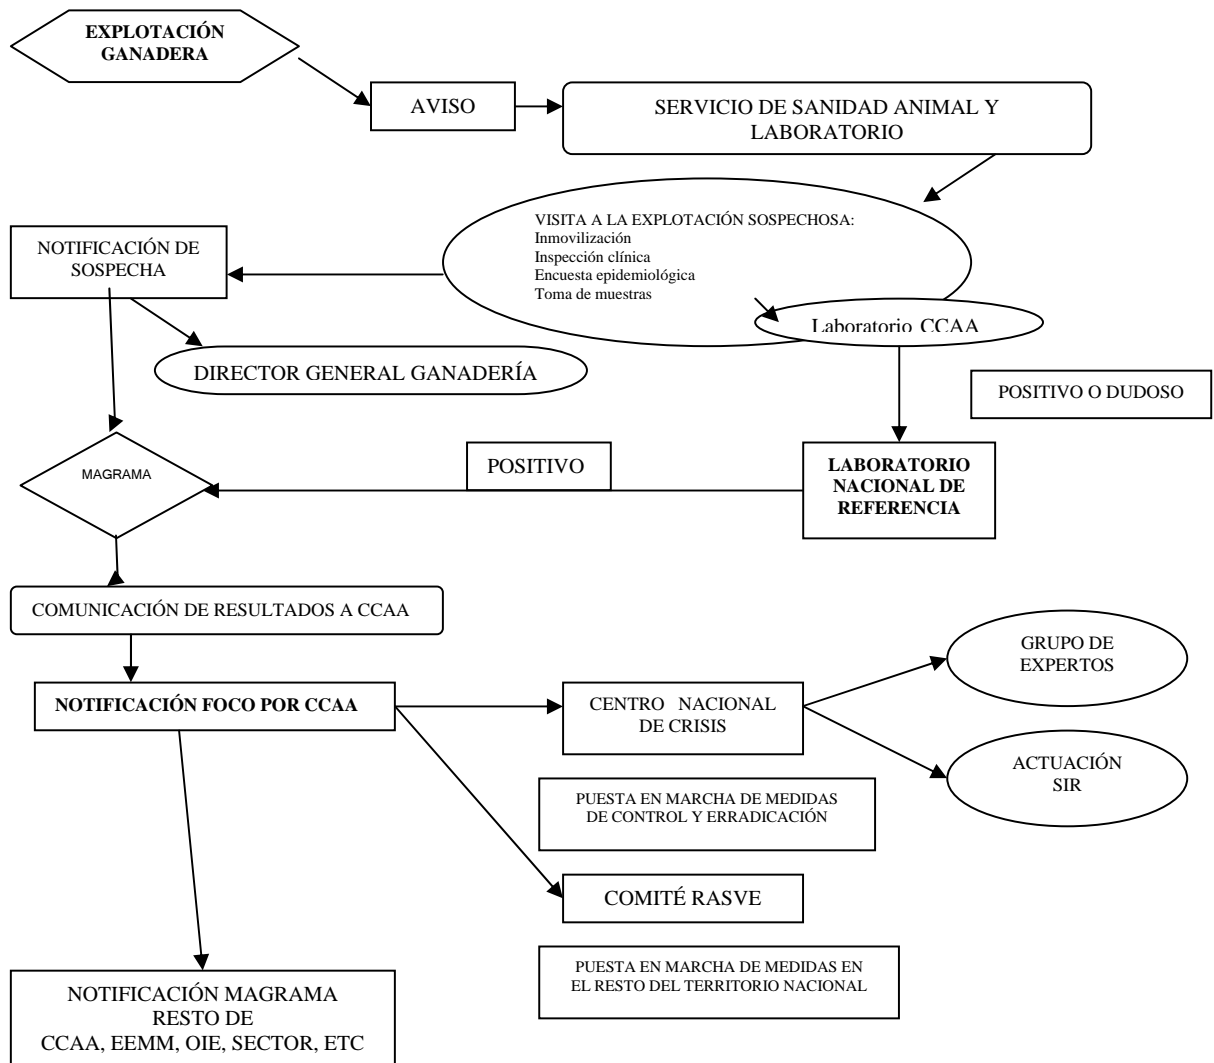 EXPLOTACIÓN
GANADERA
AVISO
SERVICIO DE SANIDAD ANIMAL Y
LABORATORIO
VISITA A LA EXPLOTACIÓN SOSPECHOSA:
Inmovilización
Inspección clínica
Encuesta epidemiológica
Toma de muestras
NOTIFICACIÓN DE
SOSPECHA
Laboratorio CCAA
DIRECTOR GENERAL GANADERÍA
POSITIVO O DUDOSO
MAGRAMA
POSITIVO
LABORATORIO
NACIONAL DE
REFERENCIA
COMUNICACIÓN DE RESULTADOS A CCAA
GRUPO DE
EXPERTOS
NOTIFICACIÓN FOCO POR CCAA
CENTRO NACIONAL
DE CRISIS
ACTUACIÓN
SIR
PUESTA EN MARCHA DE MEDIDAS
DE CONTROL Y ERRADICACIÓN
COMITÉ RASVE
PUESTA EN MARCHA DE MEDIDAS EN
EL RESTO DEL TERRITORIO NACIONAL
NOTIFICACIÓN MAGRAMA
RESTO DE
CCAA, EEMM, OIE, SECTOR, ETC